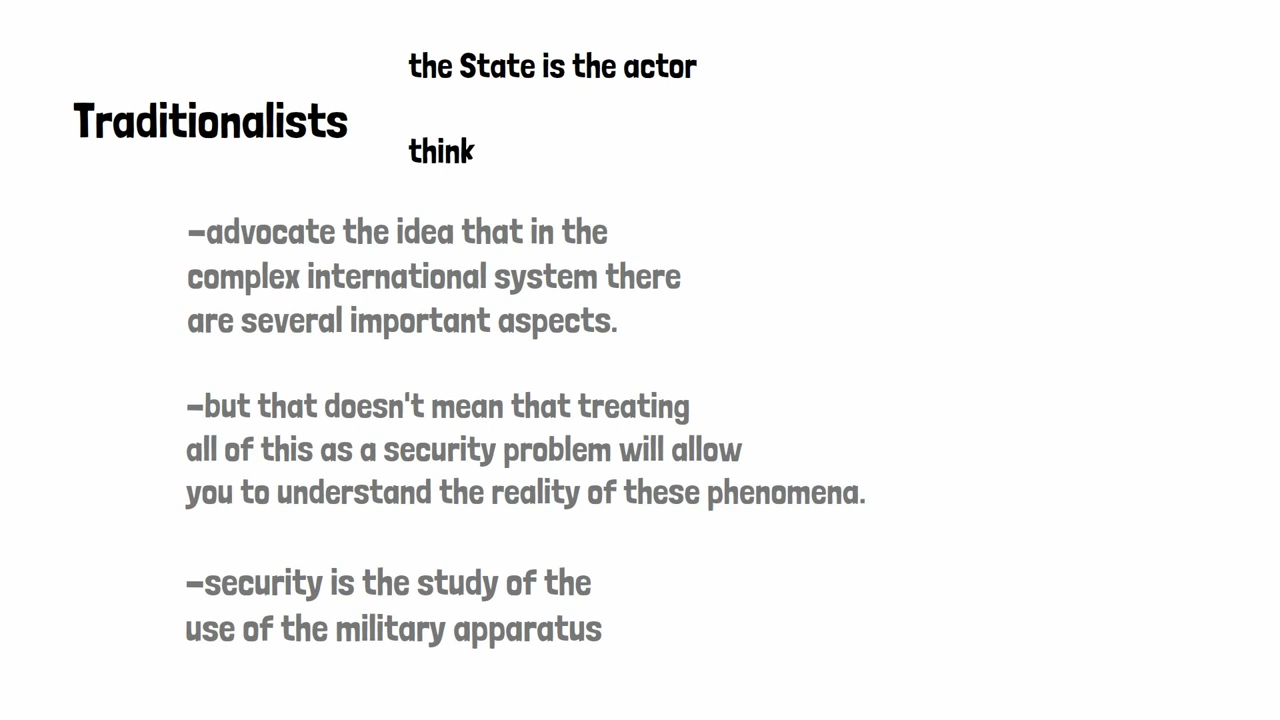 the State is the actor
Traditionalists
think
–advocate the idea that in the
complex international system there
are several important aspects.
–but that doesn't mean that treating
all of this as a security problem will allow
you to understand the reality of these phenomena.
–security is the study of the
use of the military apparatus